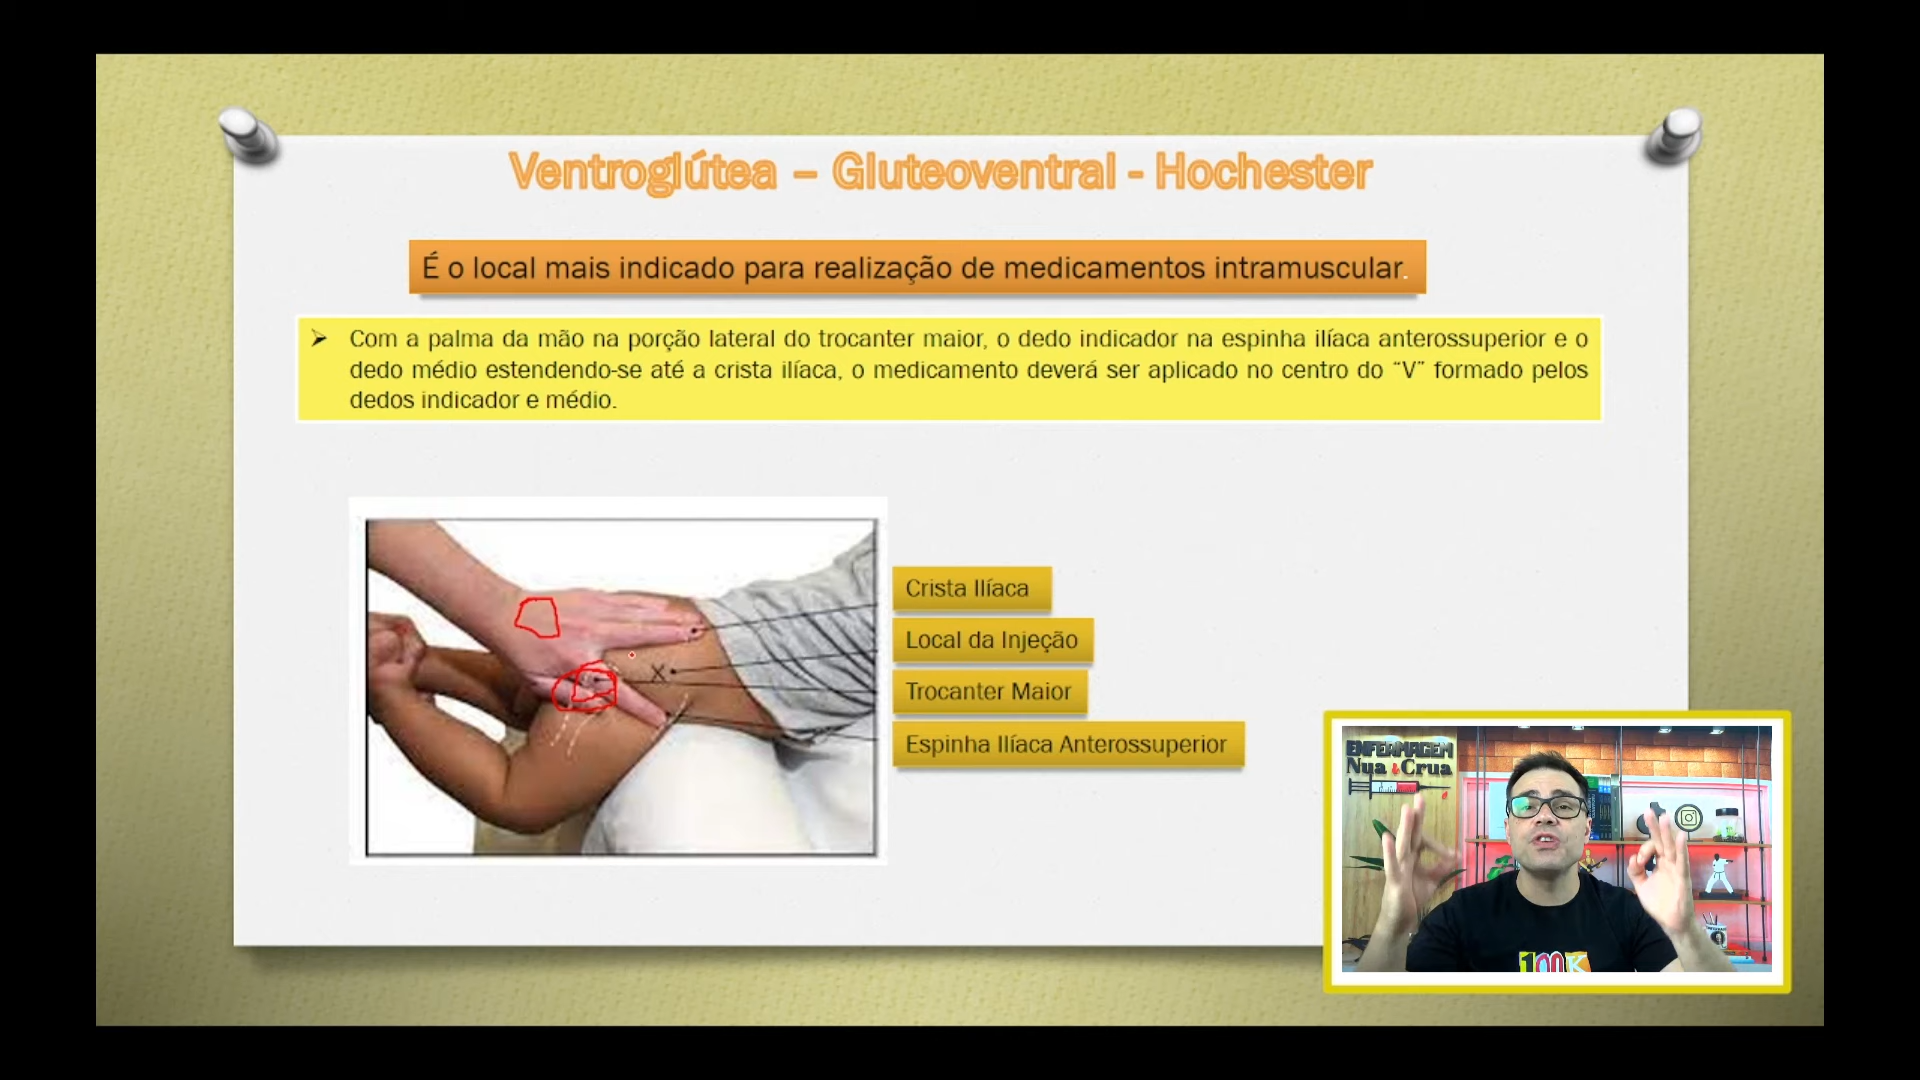 Ventroglútea – Gluteoventral - Hochester
É o local mais indicado para realização de medicamentos intramuscular.
➢ Com a palma da mão na porção lateral do trocanter maior, o dedo indicador na espinha ilíaca anterossuperior e o
dedo médio estendendo-se até a crista ilíaca, o medicamento deverá ser aplicado no centro do “V” formado pelos
dedos indicador e médio.
Crista Ilíaca
Local da Injeção
X
Trocanter Maior
Espinha Ilíaca Anterossuperior
ENFERMAGEM
Nua & Crua
100K